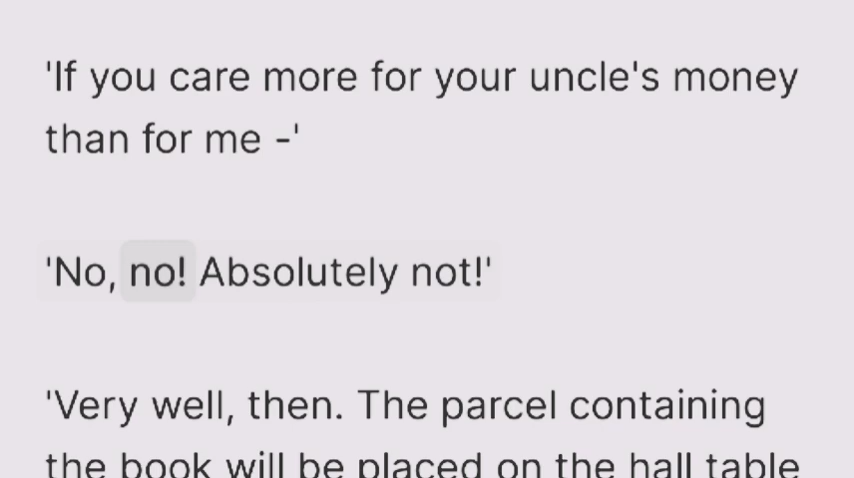 'If you care more for your uncle's money
than for me -'
'No, no! Absolutely not!'
'Very well, then. The parcel containing
the book will be placed on the hall table